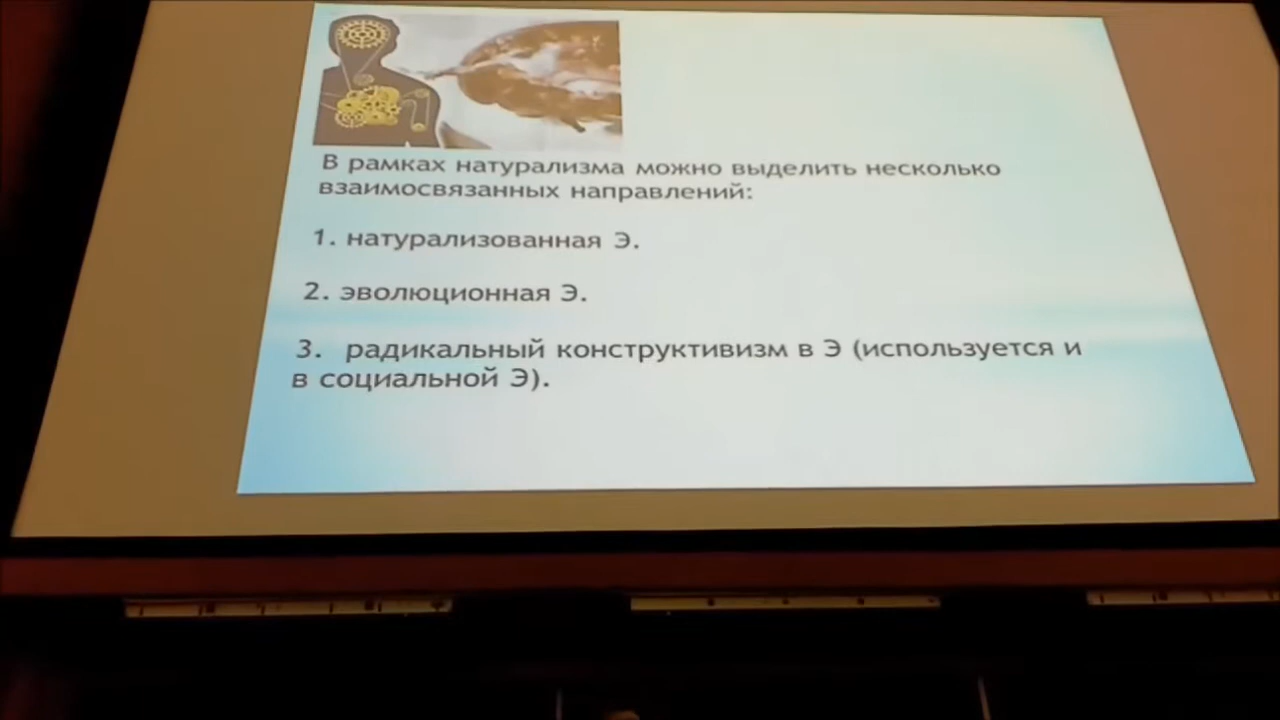 В рамках натурализма можно выделить несколько
взаимосвязанных направлений:
1. натурализованная Э.
2. эволюционная Э.
3. радикальный конструктивизм в Э (используется и
в социальной Э).